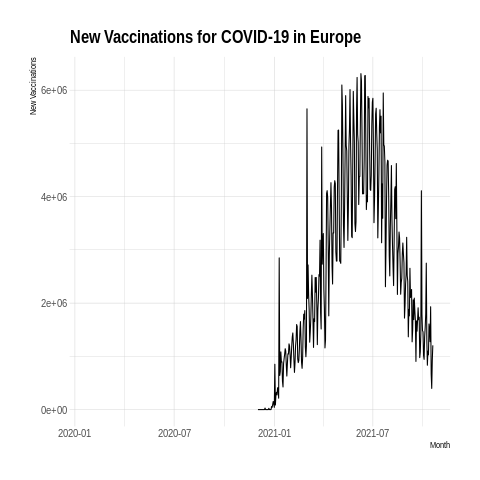 New Vaccinations for COVID-19 in Europe
New Vaccinations
6e+06
4e+06
2e+06
0e+00
2020-01 2020-07 2021-01 2021-07
Month